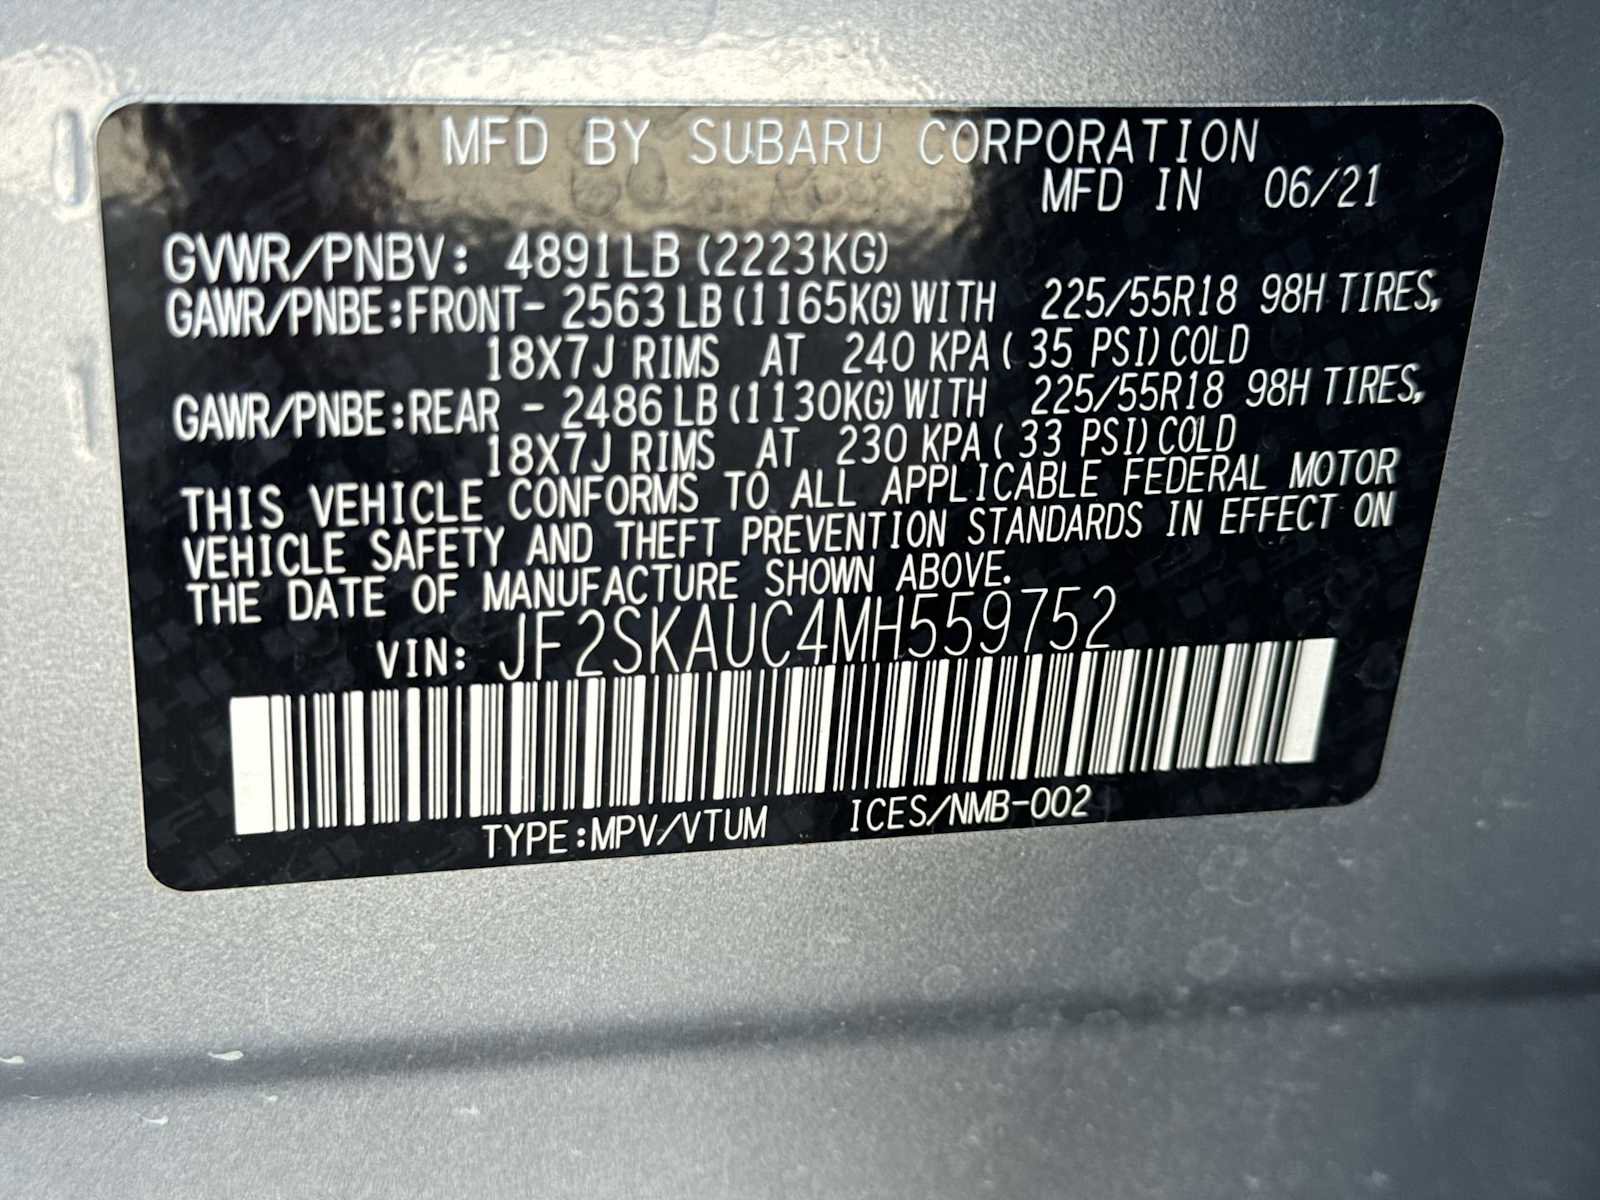 MFD BY SUBARU CORPORATION
MFD IN 06/21
GVWR/PNBV: 4891LB (2223KG)
GAWR/PNBE:FRONT- 2563LB(1165KG)WITH 225/55R18 98H TIRES,
18X7J RIMS AT 240 KPA( 35 PSI)COLD
GAWR/PNBE:REAR - 2486LB(1130KG)WITH 225/55R18 98H TIRES,
18X7J RIMS AT 230 KPA( 33 PSI)COLD
THIS VEHICLE CONFORMS TO ALL APPLICABLE FEDERAL MOTOR
VEHICLE SAFETY AND THEFT PREVENTION STANDARDS IN EFFECT ON
THE DATE OF MANUFACTURE SHOWN ABOVE.
VIN: JF2SKAUC4MH559752
TYPE:MPV/VTUM ICES/NMB-002